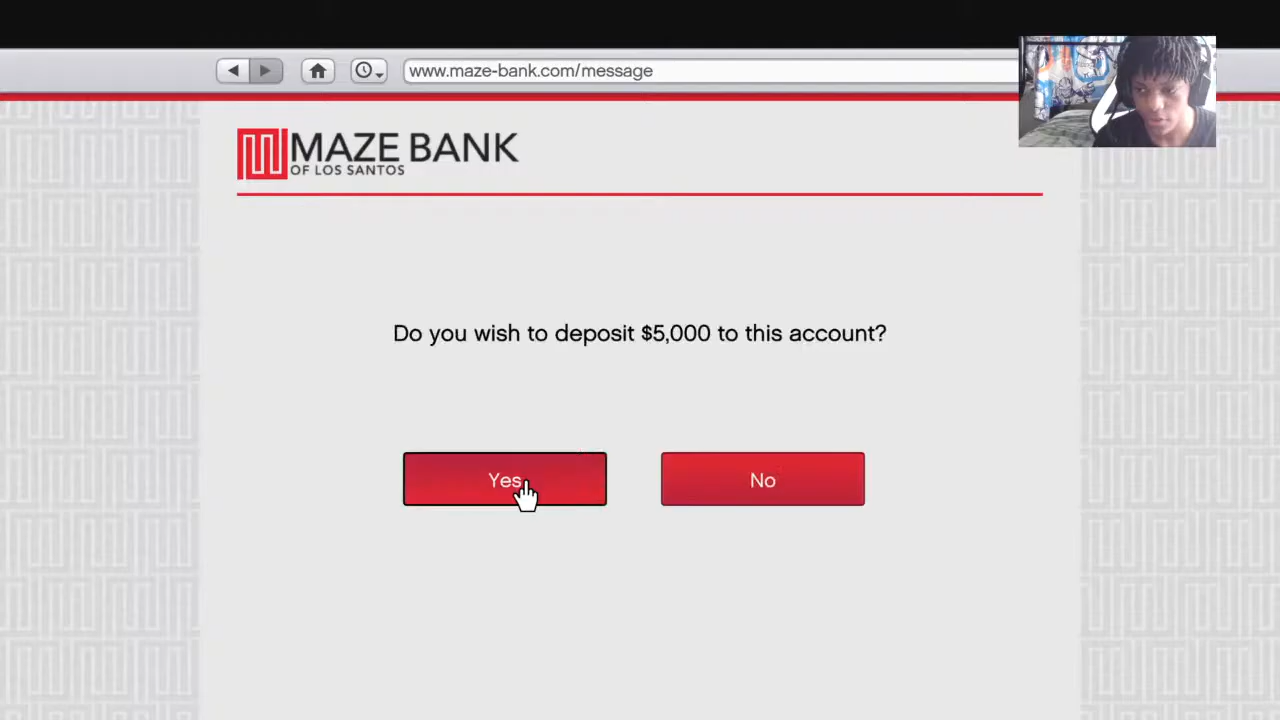 www.maze-bank.com/message
MAZE BANK
OF LOS SANTOS
Do you wish to deposit $5,000 to this account?
Yes
No